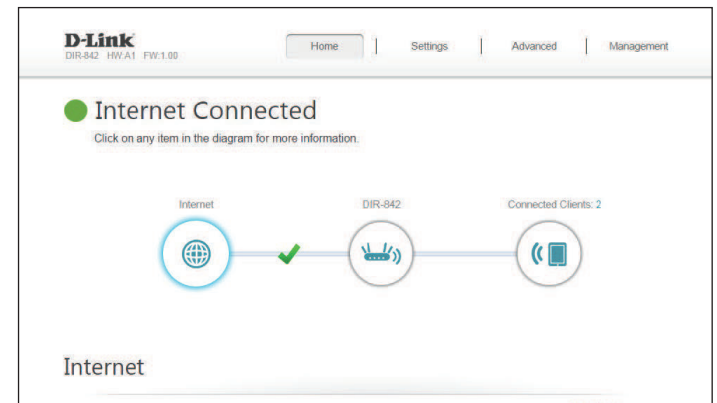 D-Link
DIR-842 HW:A1 FW:1.00
Home Settings Advanced Management
Internet Connected
Click on any item in the diagram for more information.
Internet DIR-842 Connected Clients: 2
Internet